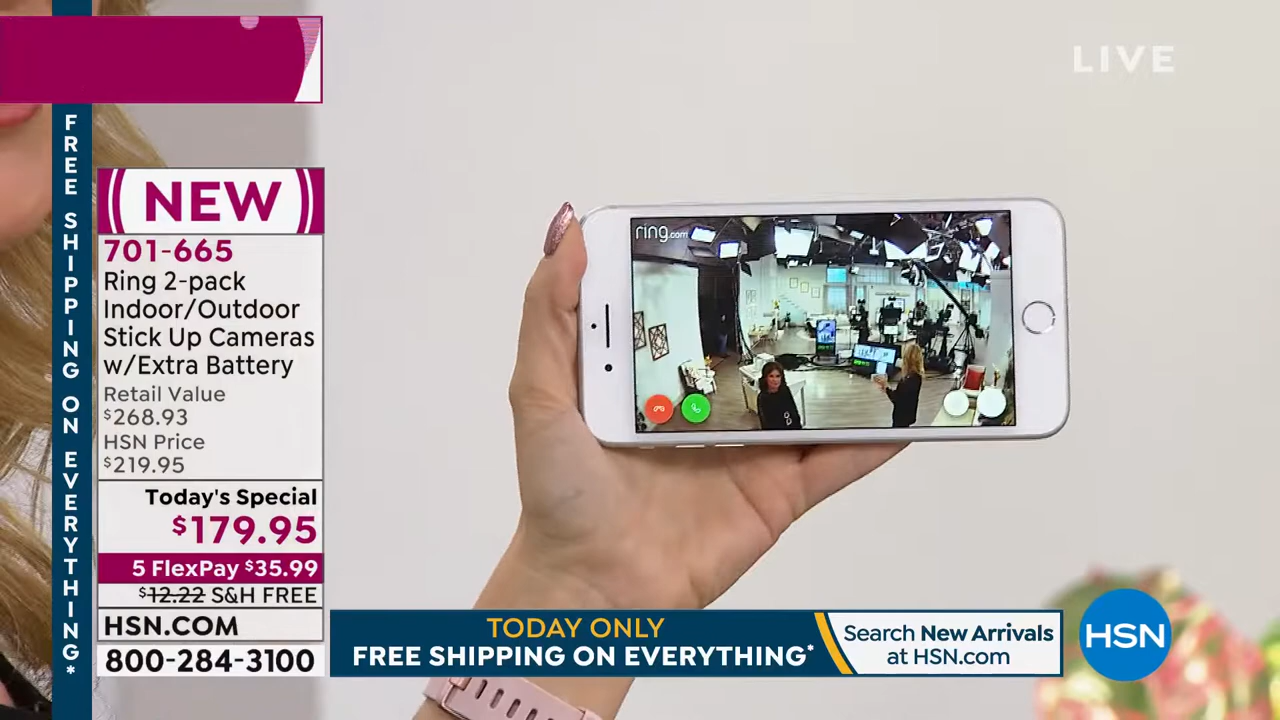 LIVE
FREE SHIPPING ON EVERYTHING*
NEW
701-665
Ring 2-pack
Indoor/Outdoor
Stick Up Cameras
w/Extra Battery
Retail Value
$268.93
HSN Price
$219.95
Today's Special
$179.95
5 FlexPay $35.99
$12.22 S&H FREE
HSN.COM
800-284-3100
ring.com
TODAY ONLY
FREE SHIPPING ON EVERYTHING*
Search New Arrivals
at HSN.com
HSN